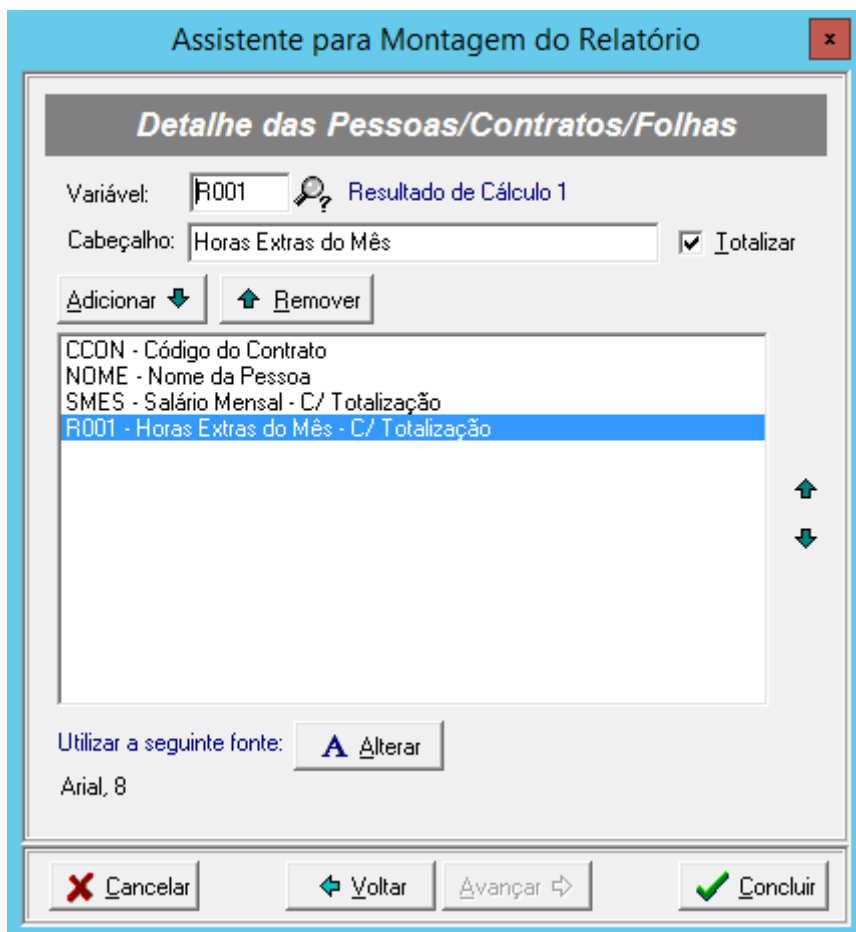 Assistente para Montagem do Relatório
x
Detalhe das Pessoas/Contratos/Folhas
Variável: R001 ? Resultado de Cálculo 1
Cabeçalho: Horas Extras do Mês Totalizar
Adicionar Remover
CCON - Código do Contrato
NOME - Nome da Pessoa
SMES - Salário Mensal - C/ Totalização
R001 - Horas Extras do Mês - C/ Totalização
Utilizar a seguinte fonte: A Alterar
Arial, 8
Cancelar Voltar Avançar Concluir